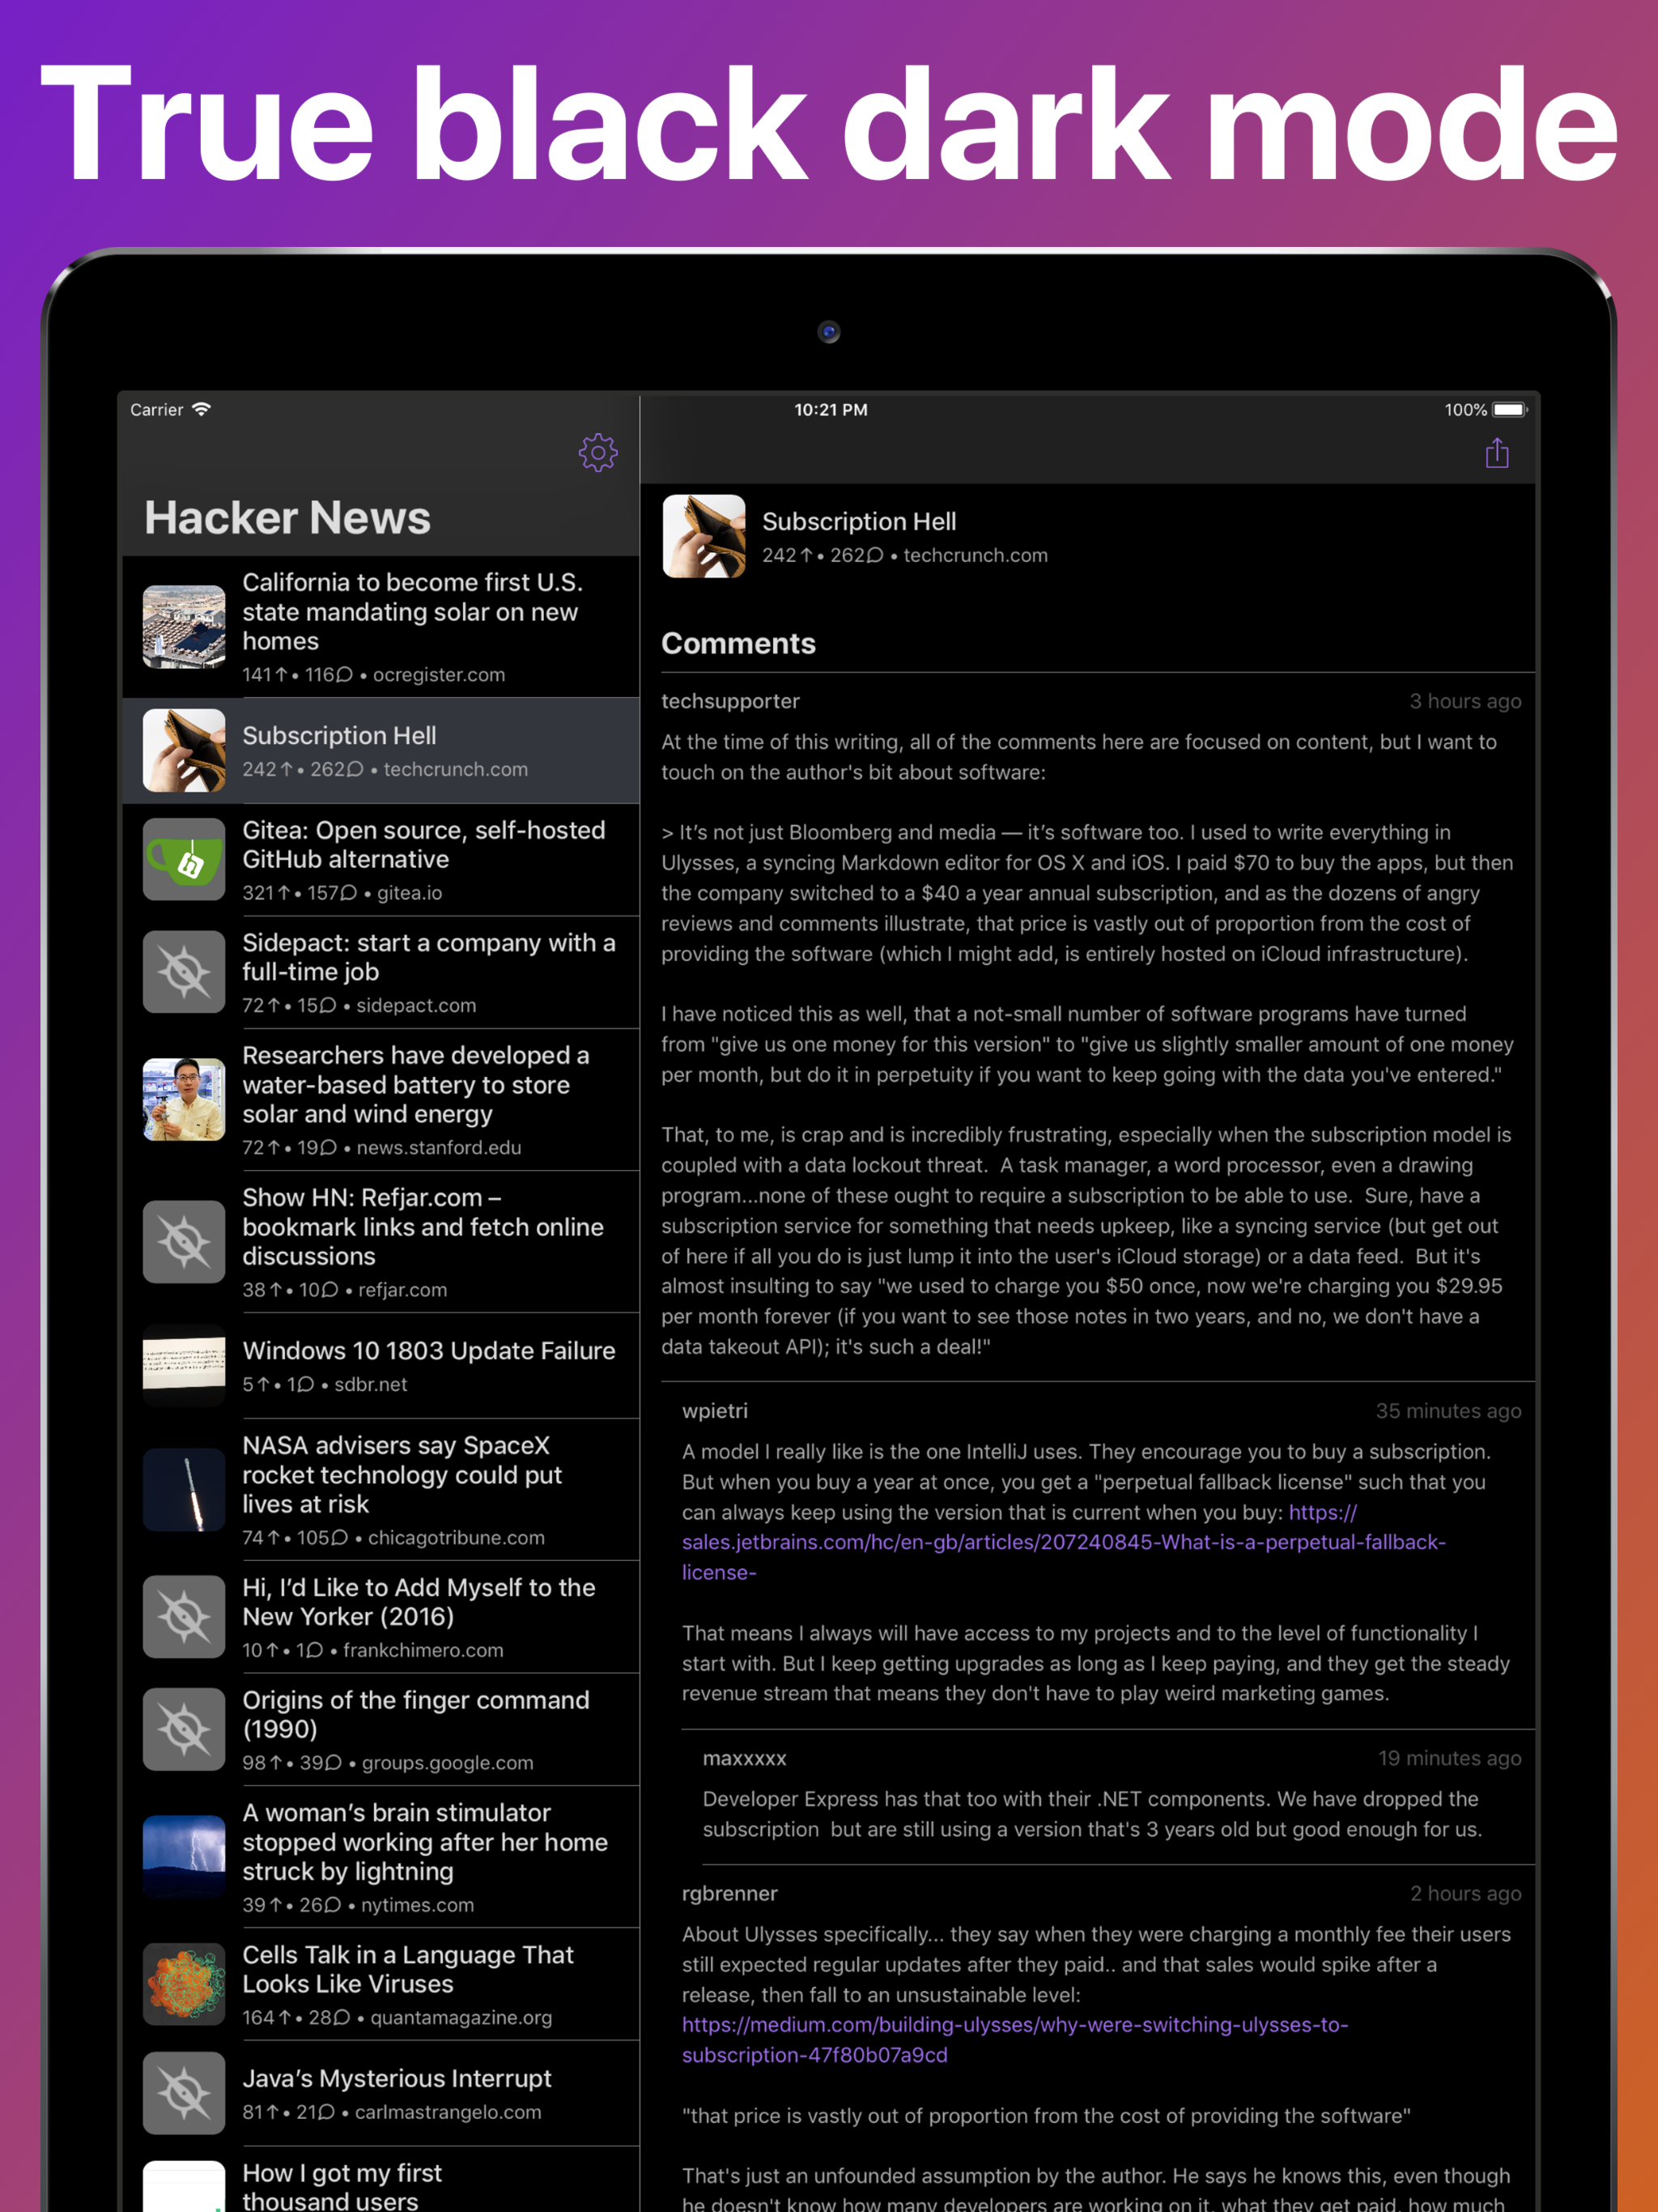 True black dark mode
Carrier
10:21 PM
100%
Hacker News
California to become first U.S.
state mandating solar on new
homes
141↑ • 116 • ocregister.com
Subscription Hell
242↑ • 262 • techcrunch.com
Gitea: Open source, self-hosted
GitHub alternative
321↑ • 157 • gitea.io
Sidepact: start a company with a
full-time job
72↑ • 15 • sidepact.com
Researchers have developed a
water-based battery to store
solar and wind energy
72↑ • 19 • news.stanford.edu
Show HN: Refjar.com –
bookmark links and fetch online
discussions
38↑ • 10 • refjar.com
Windows 10 1803 Update Failure
5↑ • 1 • sdbr.net
NASA advisers say SpaceX
rocket technology could put
lives at risk
74↑ • 105 • chicagotribune.com
Hi, I’d Like to Add Myself to the
New Yorker (2016)
10↑ • 1 • frankchimero.com
Origins of the finger command
(1990)
98↑ • 39 • groups.google.com
A woman’s brain stimulator
stopped working after her home
struck by lightning
39↑ • 26 • nytimes.com
Cells Talk in a Language That
Looks Like Viruses
164↑ • 28 • quantamagazine.org
Java’s Mysterious Interrupt
81↑ • 21 • carlmastrangelo.com
How I got my first
thousand users
Subscription Hell
242↑ • 262 • techcrunch.com
Comments
techsupporter
3 hours ago
At the time of this writing, all of the comments here are focused on content, but I want to
touch on the author's bit about software:
> It’s not just Bloomberg and media — it’s software too. I used to write everything in
Ulysses, a syncing Markdown editor for OS X and iOS. I paid $70 to buy the apps, but then
the company switched to a $40 a year annual subscription, and as the dozens of angry
reviews and comments illustrate, that price is vastly out of proportion from the cost of
providing the software (which I might add, is entirely hosted on iCloud infrastructure).
I have noticed this as well, that a not-small number of software programs have turned
from "give us one money for this version" to "give us slightly smaller amount of one money
per month, but do it in perpetuity if you want to keep going with the data you've entered."
That, to me, is crap and is incredibly frustrating, especially when the subscription model is
coupled with a data lockout threat.  A task manager, a word processor, even a drawing
program...none of these ought to require a subscription to be able to use.  Sure, have a
subscription service for something that needs upkeep, like a syncing service (but get out
of here if all you do is just lump it into the user's iCloud storage) or a data feed.  But it's
almost insulting to say "we used to charge you $50 once, now we're charging you $29.95
per month forever (if you want to see those notes in two years, and no, we don't have a
data takeout API); it's such a deal!"
wpietri
35 minutes ago
A model I really like is the one IntelliJ uses. They encourage you to buy a subscription.
But when you buy a year at once, you get a "perpetual fallback license" such that you
can always keep using the version that is current when you buy: https://
sales.jetbrains.com/hc/en-gb/articles/207240845-What-is-a-perpetual-fallback-
license-
That means I always will have access to my projects and to the level of functionality I
start with. But I keep getting upgrades as long as I keep paying, and they get the steady
revenue stream that means they don't have to play weird marketing games.
maxxxxx
19 minutes ago
Developer Express has that too with their .NET components. We have dropped the
subscription  but are still using a version that's 3 years old but good enough for us.
rgbrenner
2 hours ago
About Ulysses specifically... they say when they were charging a monthly fee their users
still expected regular updates after they paid.. and that sales would spike after a
release, then fall to an unsustainable level:
https://medium.com/building-ulysses/why-were-switching-ulysses-to-
subscription-47f80b07a9cd
"that price is vastly out of proportion from the cost of providing the software"
That's just an unfounded assumption by the author. He says he knows this, even though
he doesn't know how many developers are working on it, what they get paid, how much